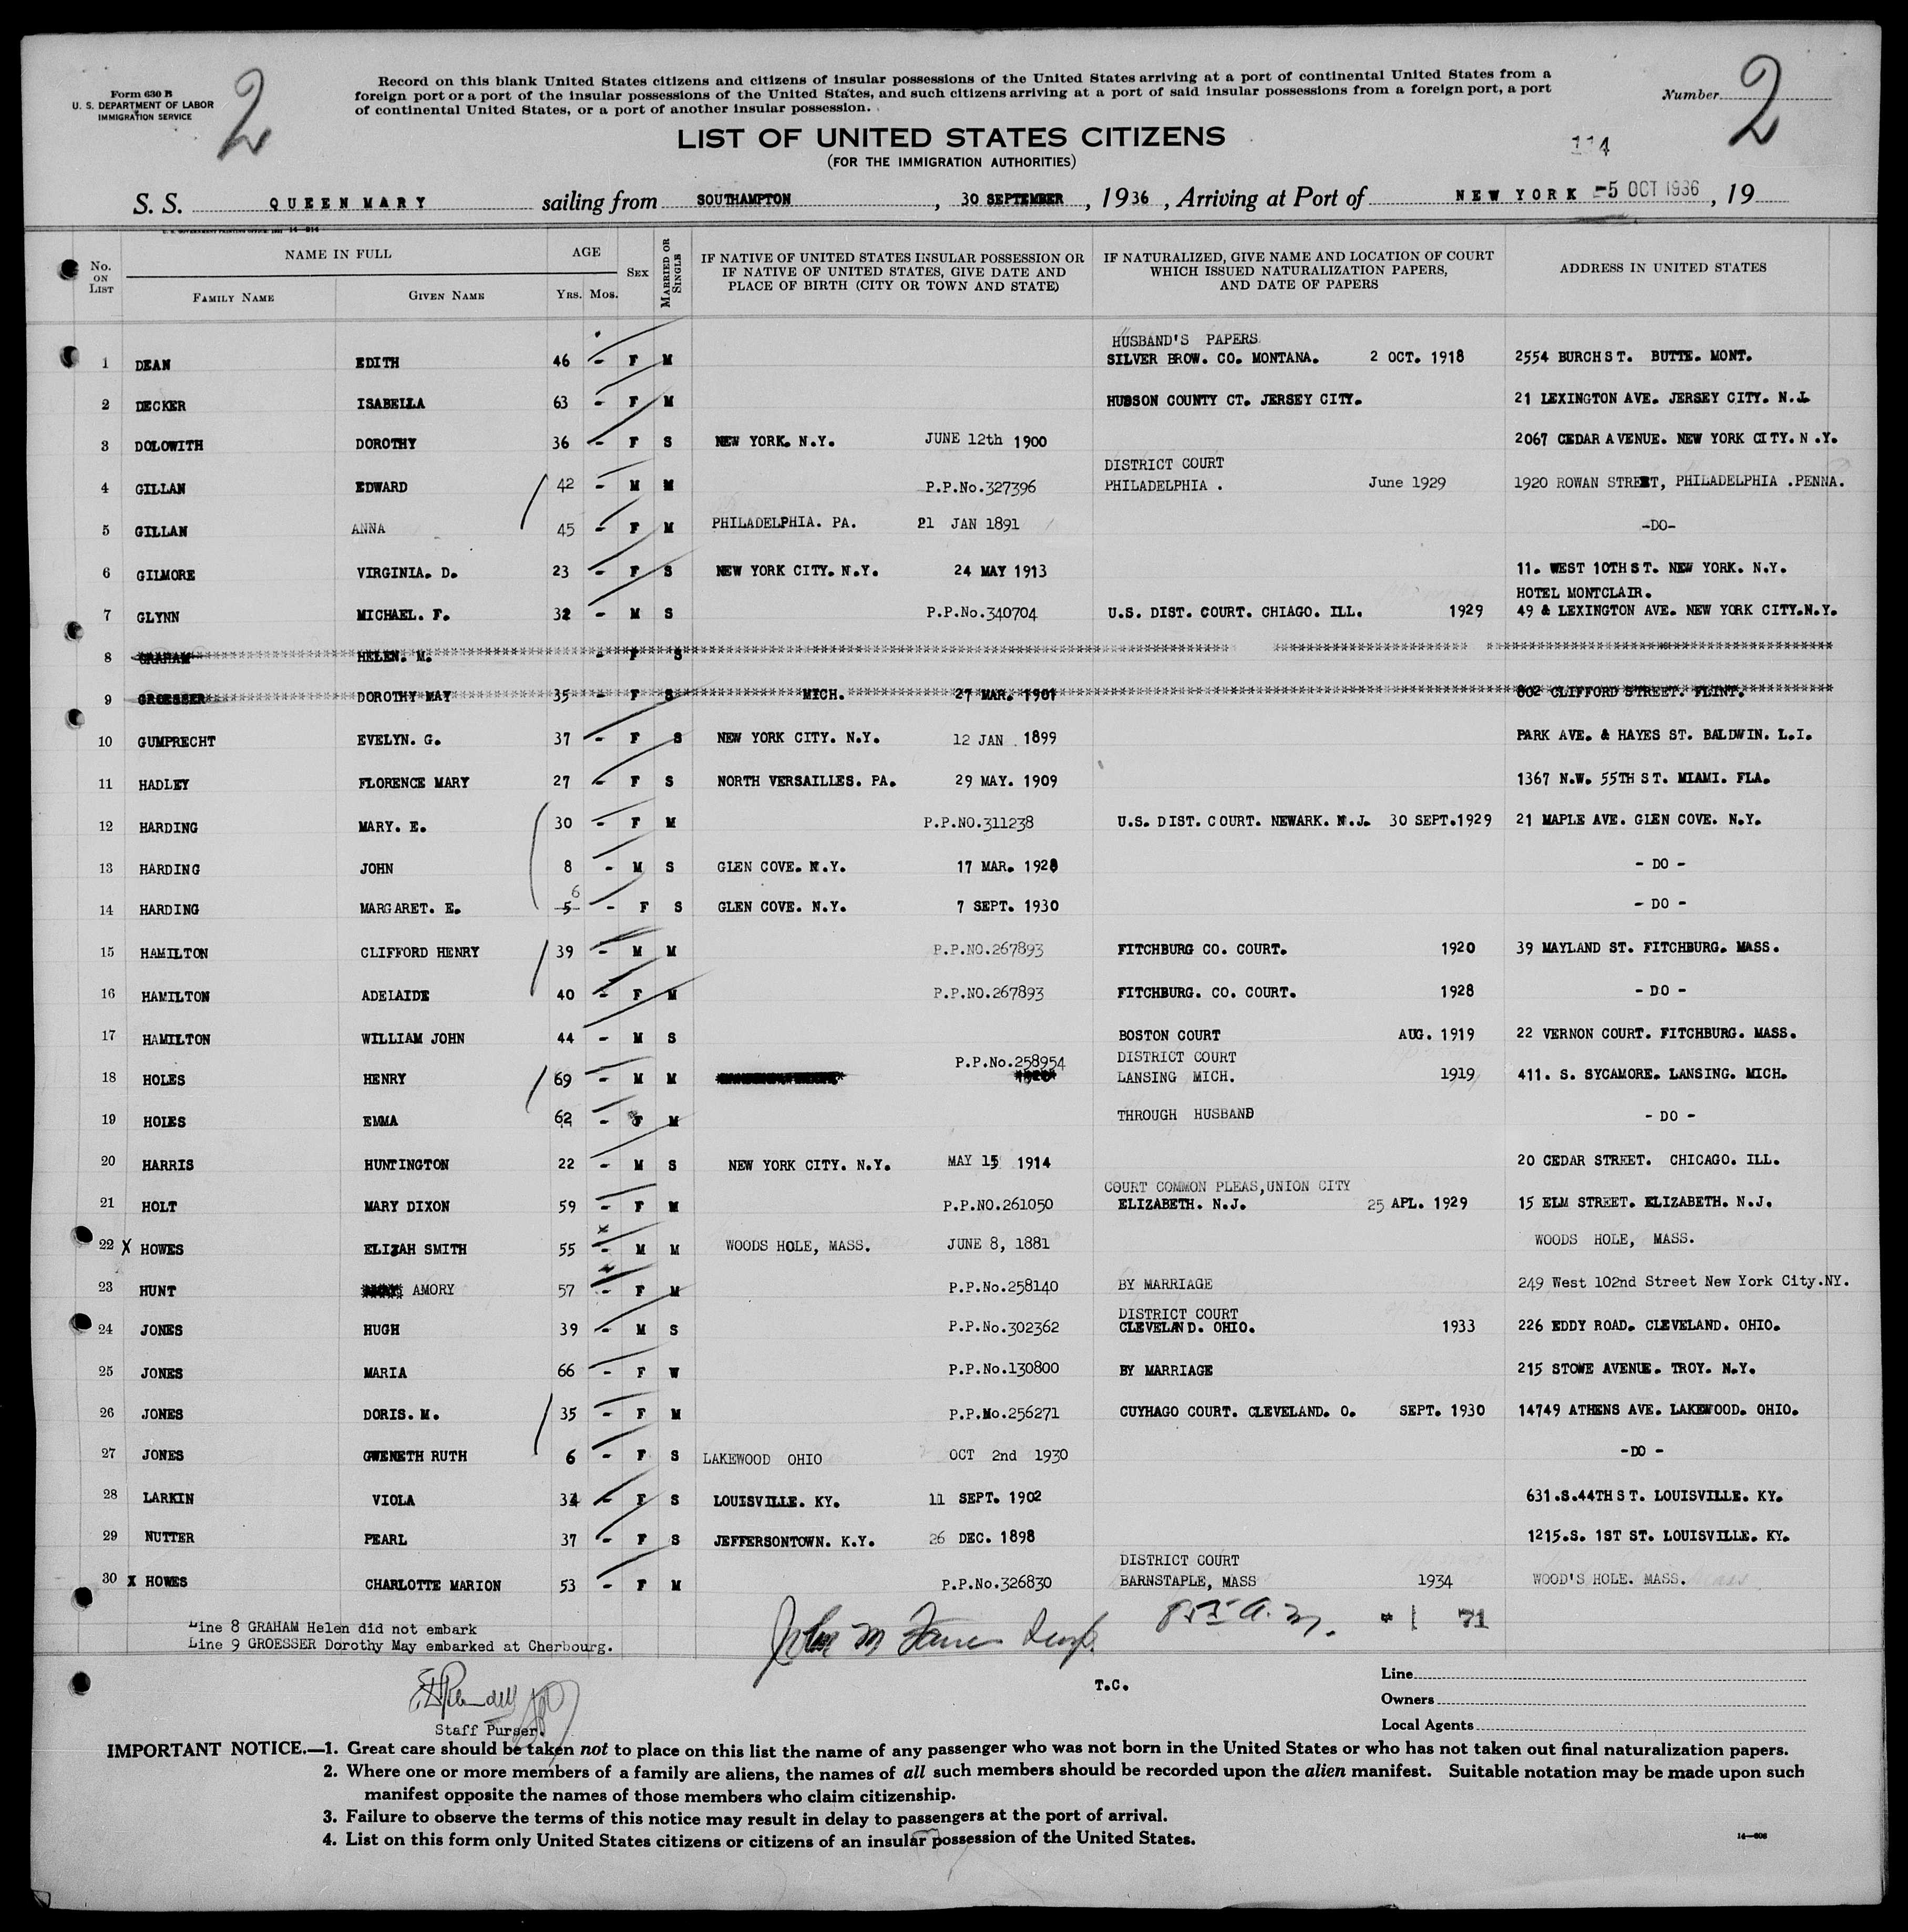 Form 630 B
U. S. DEPARTMENT OF LABOR
IMMIGRATION SERVICE
2
Record on this blank United States citizens and citizens of insular possessions of the United States arriving at a port of continental United States from a
foreign port or a port of the insular possessions of the United States, and such citizens arriving at a port of said insular possessions from a foreign port, a port
of continental United States, or a port of another insular possession.
Number 2
LIST OF UNITED STATES CITIZENS
(FOR THE IMMIGRATION AUTHORITIES)
114
S. S. QUEEN MARY sailing from SOUTHAMPTON, 30 SEPTEMBER, 1936, Arriving at Port of NEW YORK -5 OCT 1936, 19
No. ON LIST
NAME IN FULL
FAMILY NAME GIVEN NAME
AGE
YRS. MOS.
SEX
MARRIED OR SINGLE
IF NATIVE OF UNITED STATES INSULAR POSSESSION OR
IF NATIVE OF UNITED STATES, GIVE DATE AND
PLACE OF BIRTH (CITY OR TOWN AND STATE)
IF NATURALIZED, GIVE NAME AND LOCATION OF COURT
WHICH ISSUED NATURALIZATION PAPERS,
AND DATE OF PAPERS
ADDRESS IN UNITED STATES
HUSBAND'S PAPERS
1 DEAN EDITH 46 - F M SILVER BROW. CO. MONTANA. 2 OCT. 1918 2554 BURCH ST. BUTTE. MONT.
2 DECKER ISABELLA 63 - F M HUDSON COUNTY CT. JERSEY CITY. 21 LEXINGTON AVE. JERSEY CITY. N.J.
3 DOLOWITH DOROTHY 36 - F S NEW YORK. N.Y. JUNE 12th 1900 2067 CEDAR AVENUE. NEW YORK CITY. N.Y.
DISTRICT COURT
4 GILLAN EDWARD 42 - M M P.P.No.327396 PHILADELPHIA . June 1929 1920 ROWAN STREET, PHILADELPHIA .PENNA.
5 GILLAN ANNA 45 - F M PHILADELPHIA. PA. 21 JAN 1891 -DO-
6 GILMORE VIRGINIA. D. 23 - F S NEW YORK CITY. N.Y. 24 MAY 1913 11. WEST 10TH ST. NEW YORK. N.Y.
HOTEL MONTCLAIR.
7 GLYNN MICHAEL. F. 32 - M S P.P.No.340704 U.S. DIST. COURT. CHIAGO. ILL. 1929 49 & LEXINGTON AVE. NEW YORK CITY.N.Y.
8 GRAHAM HELEN. M. - F S
9 GROESSER DOROTHY MAY 35 - F S MICH. 27 MAR. 1901 802 CLIFFORD STREET. FLINT.
10 GUMPRECHT EVELYN. G. 37 - F S NEW YORK CITY. N.Y. 12 JAN . 1899 PARK AVE. & HAYES ST. BALDWIN. L.I.
11 HADLEY FLORENCE MARY 27 - F S NORTH VERSAILLES. PA. 29 MAY. 1909 1367 N.W. 55TH ST. MIAMI. FLA.
12 HARDING MARY. E. 30 - F M P.P.NO.311238 U.S. DIST. COURT. NEWARK. N.J. 30 SEPT.1929 21 MAPLE AVE. GLEN COVE. N.Y.
13 HARDING JOHN 8 - M S GLEN COVE. N.Y. 17 MAR. 1928 - DO -
6
14 HARDING MARGARET. E. 5 - F S GLEN COVE. N.Y. 7 SEPT. 1930 - DO -
15 HAMILTON CLIFFORD HENRY 39 - M M P.P.NO.267893 FITCHBURG CO. COURT. 1920 39 MAYLAND ST. FITCHBURG. MASS.
16 HAMILTON ADELAIDE 40 - F M P.P.NO.267893 FITCHBURG. CO. COURT. 1928 - DO -
17 HAMILTON WILLIAM JOHN 44 - M S BOSTON COURT AUG. 1919 22 VERNON COURT. FITCHBURG. MASS.
P.P.No.258954 DISTRICT COURT
18 HOLES HENRY 69 - M M LANSING MICH. 1919 411. S. SYCAMORE. LANSING. MICH.
19 HOLES EMMA 62 - F M THROUGH HUSBAND - DO -
20 HARRIS HUNTINGTON 22 - M S NEW YORK CITY. N.Y. MAY 15 1914 20 CEDAR STREET. CHICAGO. ILL.
COURT COMMON PLEAS,UNION CITY
21 HOLT MARY DIXON 59 - F M P.P.NO.261050 ELIZABETH. N.J. 25 APL. 1929 15 ELM STREET. ELIZABETH. N.J.
22 X HOWES ELIJAH SMITH 55 - M M WOODS HOLE, MASS. JUNE 8, 1881 WOODS HOLE, MASS.
23 HUNT AMORY 57 - F M P.P.No.258140 BY MARRIAGE 249 West 102nd Street New York City.NY.
DISTRICT COURT
24 JONES HUGH 39 - M S P.P.No.302362 CLEVELAND. OHIO. 1933 226 EDDY ROAD. CLEVELAND. OHIO.
25 JONES MARIA 66 - F W P.P.No.130800 BY MARRIAGE 215 STOWE AVENUE. TROY. N.Y.
26 JONES DORIS. M. 35 - F M P.P.No.256271 CUYHAGO COURT. CLEVELAND. O. SEPT. 1930 14749 ATHENS AVE. LAKEWOOD. OHIO.
27 JONES GWENETH RUTH 6 - F S LAKEWOOD OHIO OCT 2nd 1930 -DO -
28 LARKIN VIOLA 34 - F S LOUISVILLE. KY. 11 SEPT. 1902 631.S.44TH ST. LOUISVILLE. KY.
29 NUTTER PEARL 37 - F S JEFFERSONTOWN. K.Y. 26 DEC. 1898 1215.S. 1ST ST. LOUISVILLE. KY.
DISTRICT COURT
30 X HOWES CHARLOTTE MARION 53 - F M P.P.No.326830 BARNSTAPLE, MASS 1934 WOOD'S HOLE. MASS.
Line 8 GRAHAM Helen did not embark
Line 9 GROESSER Dorothy May embarked at Cherbourg.
John M 71
T.C.
Staff Purser.
Line
Owners
Local Agents
IMPORTANT NOTICE.—1. Great care should be taken not to place on this list the name of any passenger who was not born in the United States or who has not taken out final naturalization papers.
2. Where one or more members of a family are aliens, the names of all such members should be recorded upon the alien manifest. Suitable notation may be made upon such
manifest opposite the names of those members who claim citizenship.
3. Failure to observe the terms of this notice may result in delay to passengers at the port of arrival.
4. List on this form only United States citizens or citizens of an insular possession of the United States.